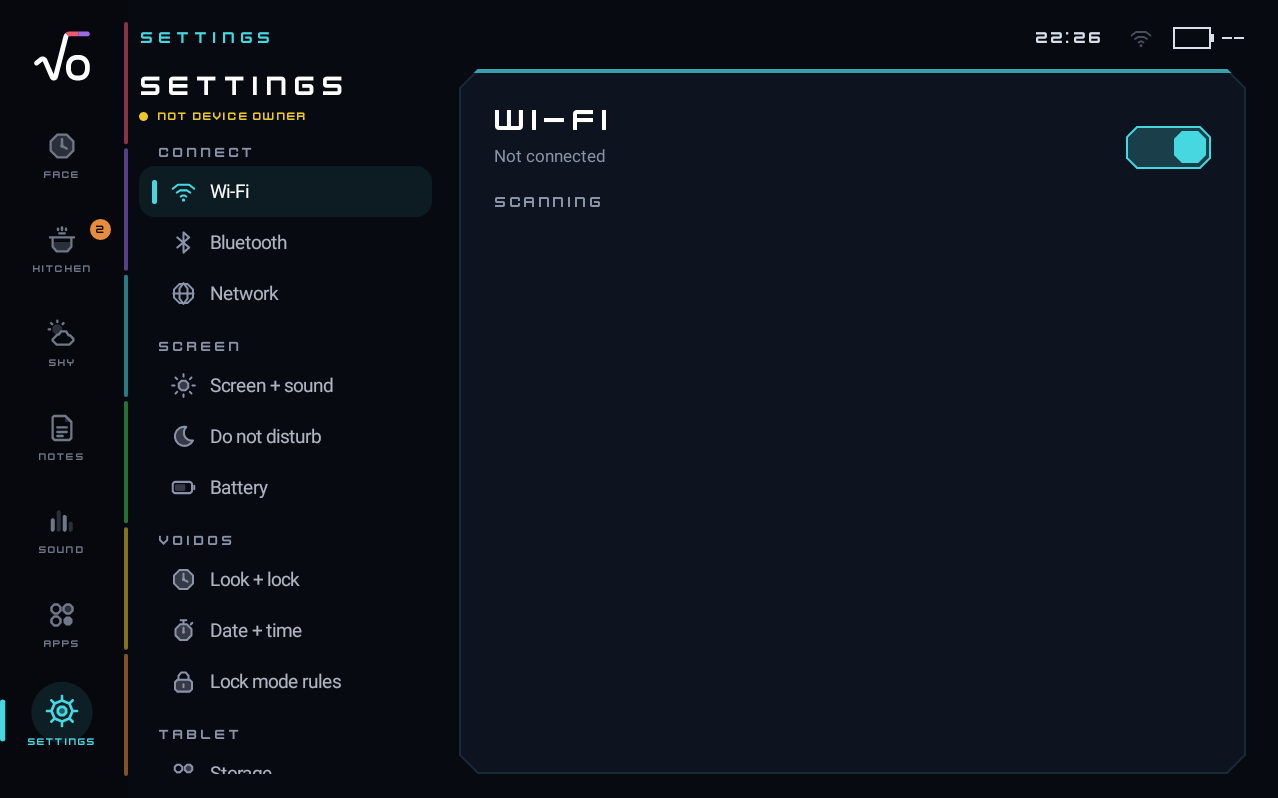 √o
FACE
KITCHEN
2
SKY
NOTES
SOUND
APPS
SETTINGS
SETTINGS
22:26
--
SETTINGS
NOT DEVICE OWNER
CONNECT
Wi-Fi
Bluetooth
Network
SCREEN
Screen + sound
Do not disturb
Battery
VOIDOS
Look + lock
Date + time
Lock mode rules
TABLET
Storage
WI-FI
Not connected
SCANNING